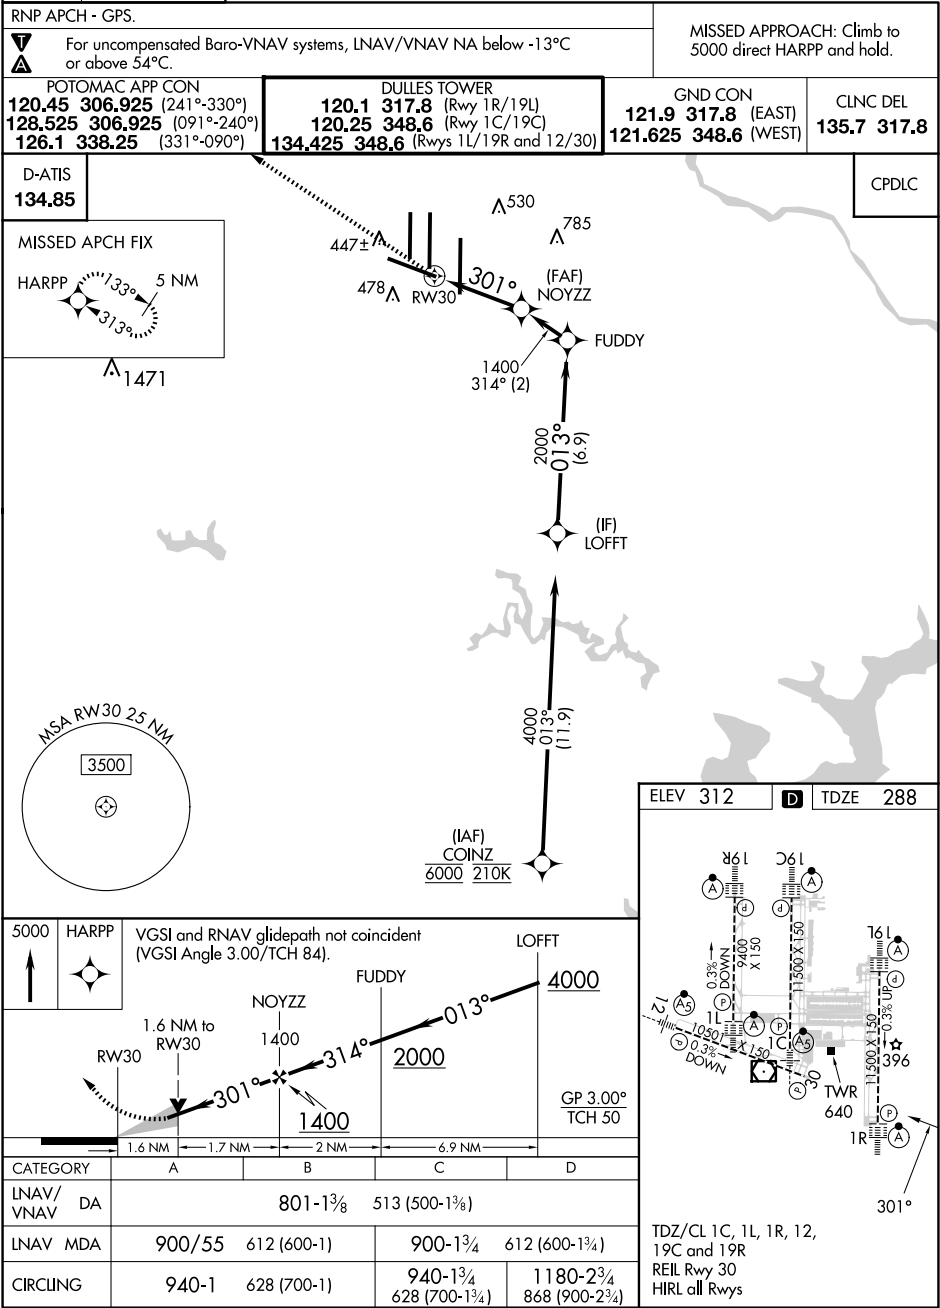 RNP APCH - GPS.
T
A
For uncompensated Baro-VNAV systems, LNAV/VNAV NA below -13°C
or above 54°C.
MISSED APPROACH: Climb to
5000 direct HARPP and hold.
POTOMAC APP CON
120.45 306.925 (241°-330°)
128.525 306.925 (091°-240°)
126.1 338.25 (331°-090°)
DULLES TOWER
120.1 317.8 (Rwy 1R/19L)
120.25 348.6 (Rwy 1C/19C)
134.425 348.6 (Rwys 1L/19R and 12/30)
GND CON
121.9 317.8 (EAST)
121.625 348.6 (WEST)
CLNC DEL
135.7 317.8
D-ATIS
134.85
CPDLC
MISSED APCH FIX
HARPP
133°
5 NM
313°
1471
530
785
447±
478
RW30
301°
(FAF)
NOYZZ
FUDDY
1400
314° (2)
2000
013°
(6.9)
(IF)
LOFFT
4000
013°
(11.9)
(IAF)
COINZ
6000 210K
MSA RW30 25 NM
3500
ELEV 312
D
TDZE 288
19R
19C
A
A
P
P
0.3% DOWN
9400 X 150
11500 X 150
19L
A
P
0.3% UP
11500 X 150
396
12
A5
P
P
1L
A
P
1C
A5
10501 X 150
0.3% DOWN
30
P
TWR
640
P
1R
A
301°
TDZ/CL 1C, 1L, 1R, 12,
19C and 19R
REIL Rwy 30
HIRL all Rwys
5000
HARPP
VGSI and RNAV glidepath not coincident
(VGSI Angle 3.00/TCH 84).
LOFFT
4000
FUDDY
013°
2000
NOYZZ
1400
314°
1400
1.6 NM to
RW30
RW30
301°
GP 3.00°
TCH 50
1.6 NM
1.7 NM
2 NM
6.9 NM
CATEGORY A B C D
LNAV/
VNAV DA 801-1⅜ 513 (500-1⅜)
LNAV MDA 900/55 612 (600-1) 900-1¾ 612 (600-1¾)
CIRCLING 940-1 628 (700-1) 940-1¾ 1180-2¾
628 (700-1¾) 868 (900-2¾)